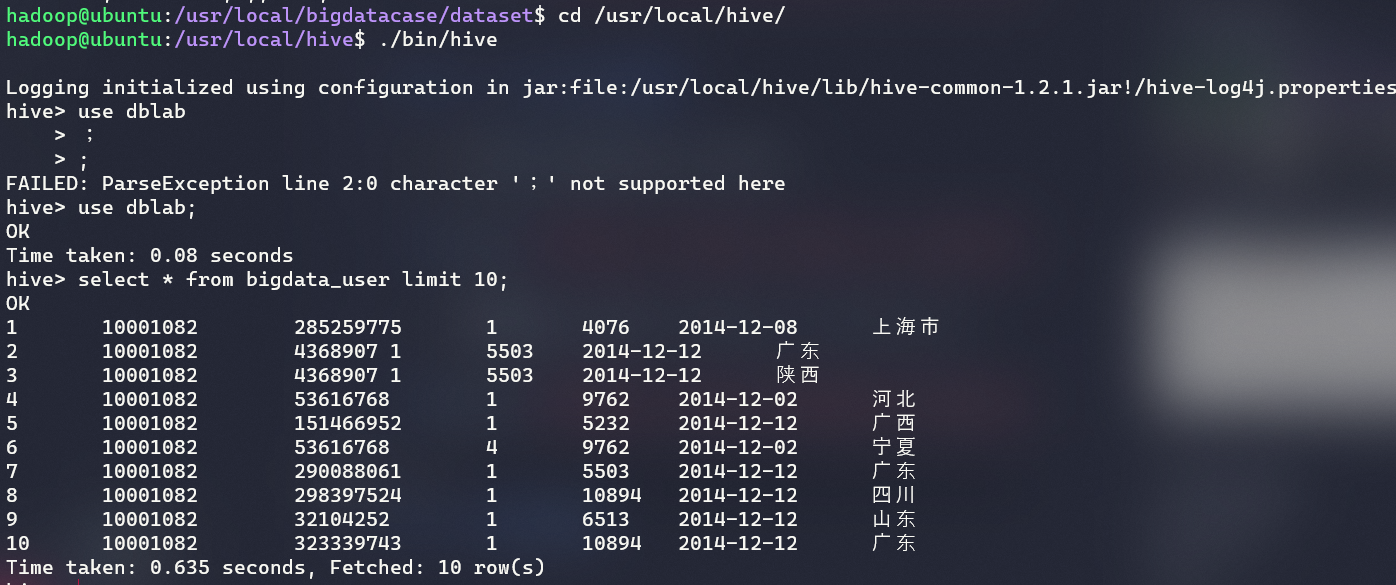 hadoop@ubuntu:/usr/local/bigdatacase/dataset$ cd /usr/local/hive/
hadoop@ubuntu:/usr/local/hive$ ./bin/hive
Logging initialized using configuration in jar:file:/usr/local/hive/lib/hive-common-1.2.1.jar!/hive-log4j.properties
hive> use dblab
    > ；
    > ;
FAILED: ParseException line 2:0 character '；' not supported here
hive> use dblab;
OK
Time taken: 0.08 seconds
hive> select * from bigdata_user limit 10;
OK
1	10001082	285259775	1	4076	2014-12-08	上海市
2	10001082	4368907	1	5503	2014-12-12	广东
3	10001082	4368907	1	5503	2014-12-12	陕西
4	10001082	53616768	1	9762	2014-12-02	河北
5	10001082	151466952	1	5232	2014-12-12	广西
6	10001082	53616768	4	9762	2014-12-02	宁夏
7	10001082	290088061	1	5503	2014-12-12	广东
8	10001082	298397524	1	10894	2014-12-12	四川
9	10001082	32104252	1	6513	2014-12-12	山东
10	10001082	323339743	1	10894	2014-12-12	广东
Time taken: 0.635 seconds, Fetched: 10 row(s)